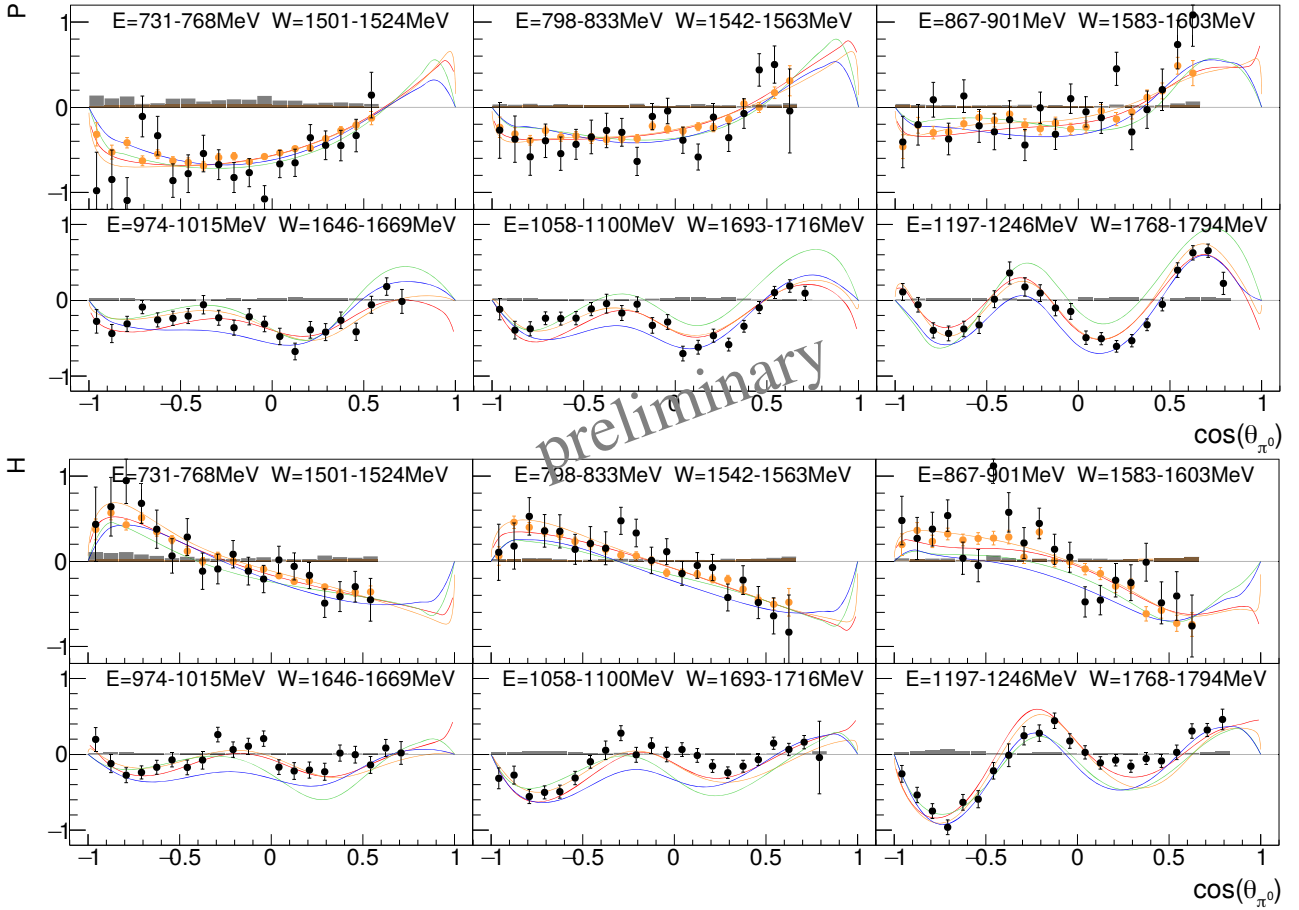 P
E=731-768MeV W=1501-1524MeV
E=798-833MeV W=1542-1563MeV
E=867-901MeV W=1583-1603MeV
1
0
−1
E=974-1015MeV W=1646-1669MeV
E=1058-1100MeV W=1693-1716MeV
E=1197-1246MeV W=1768-1794MeV
1
0
−1
−1 −0.5 0 0.5 1
−1 −0.5 0 0.5 1
−1 −0.5 0 0.5 1
cos(θπ0)
preliminary
H
E=731-768MeV W=1501-1524MeV
E=798-833MeV W=1542-1563MeV
E=867-901MeV W=1583-1603MeV
1
0
−1
E=974-1015MeV W=1646-1669MeV
E=1058-1100MeV W=1693-1716MeV
E=1197-1246MeV W=1768-1794MeV
1
0
−1
−1 −0.5 0 0.5 1
−1 −0.5 0 0.5 1
−1 −0.5 0 0.5 1
cos(θπ0)